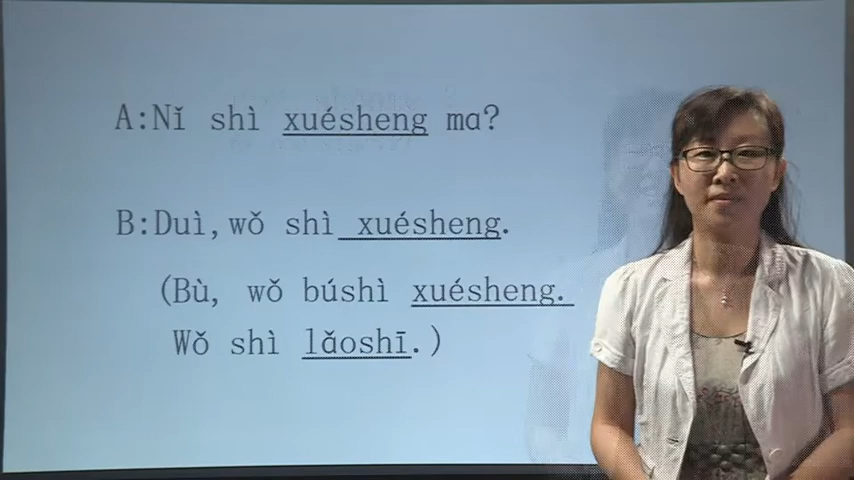 A:Nǐ shì xuésheng ma?
B:Duì,wǒ shì xuésheng.
(Bù, wǒ búshì xuésheng.
Wǒ shì lǎoshī.)